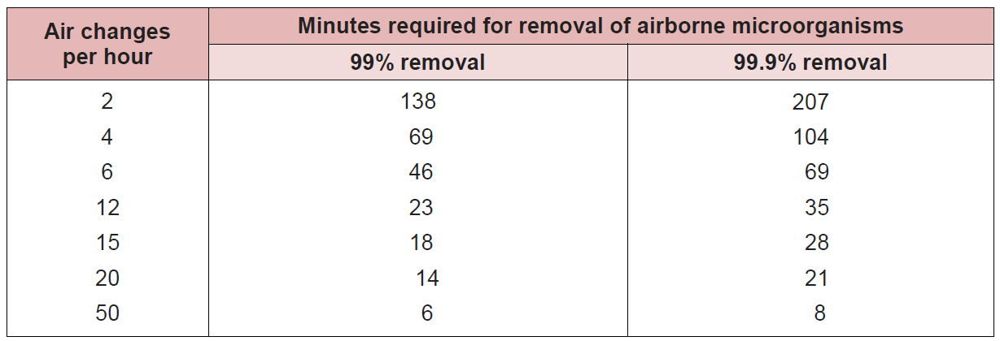 Air changes per hour Minutes required for removal of airborne microorganisms
99% removal 99.9% removal
2 138 207
4 69 104
6 46 69
12 23 35
15 18 28
20 14 21
50 6 8